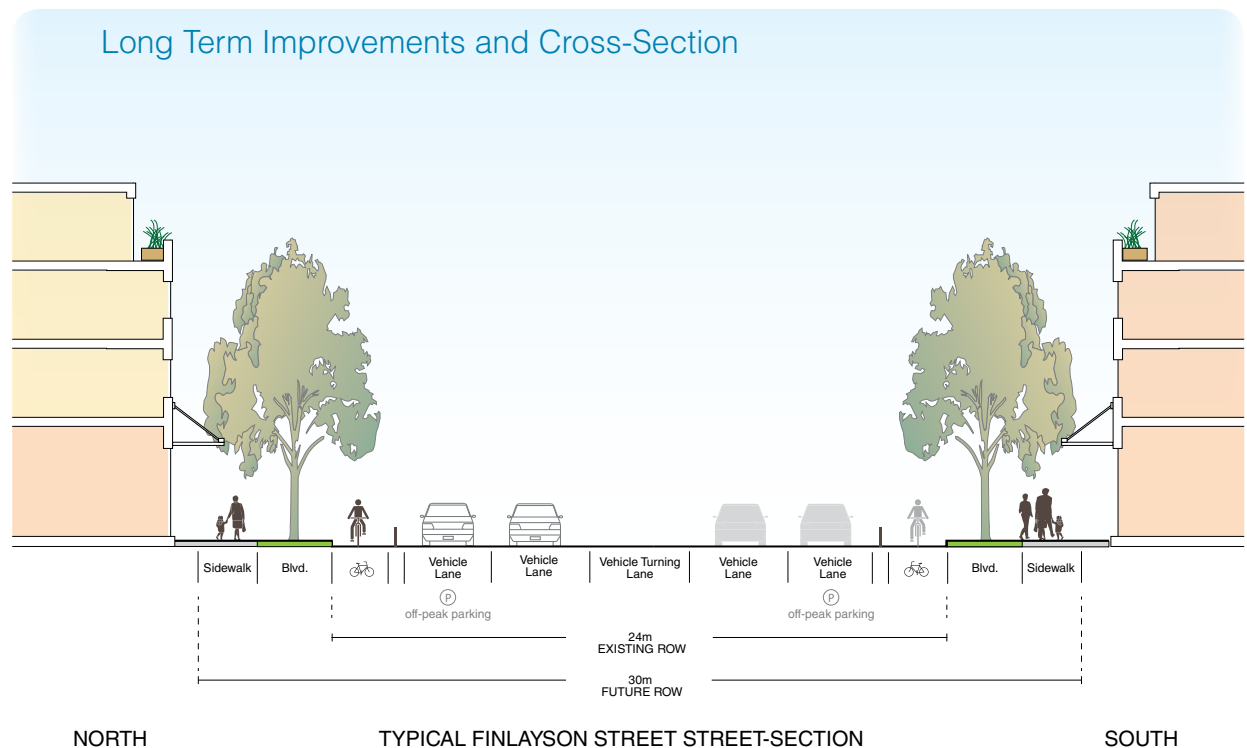 Long Term Improvements and Cross-Section
Sidewalk
Blvd.
Vehicle
Lane
Vehicle
Lane
Vehicle Turning
Lane
Vehicle
Lane
Vehicle
Lane
Blvd.
Sidewalk
P
off-peak parking
P
off-peak parking
24m
EXISTING ROW
30m
FUTURE ROW
NORTH
TYPICAL FINLAYSON STREET STREET-SECTION
SOUTH